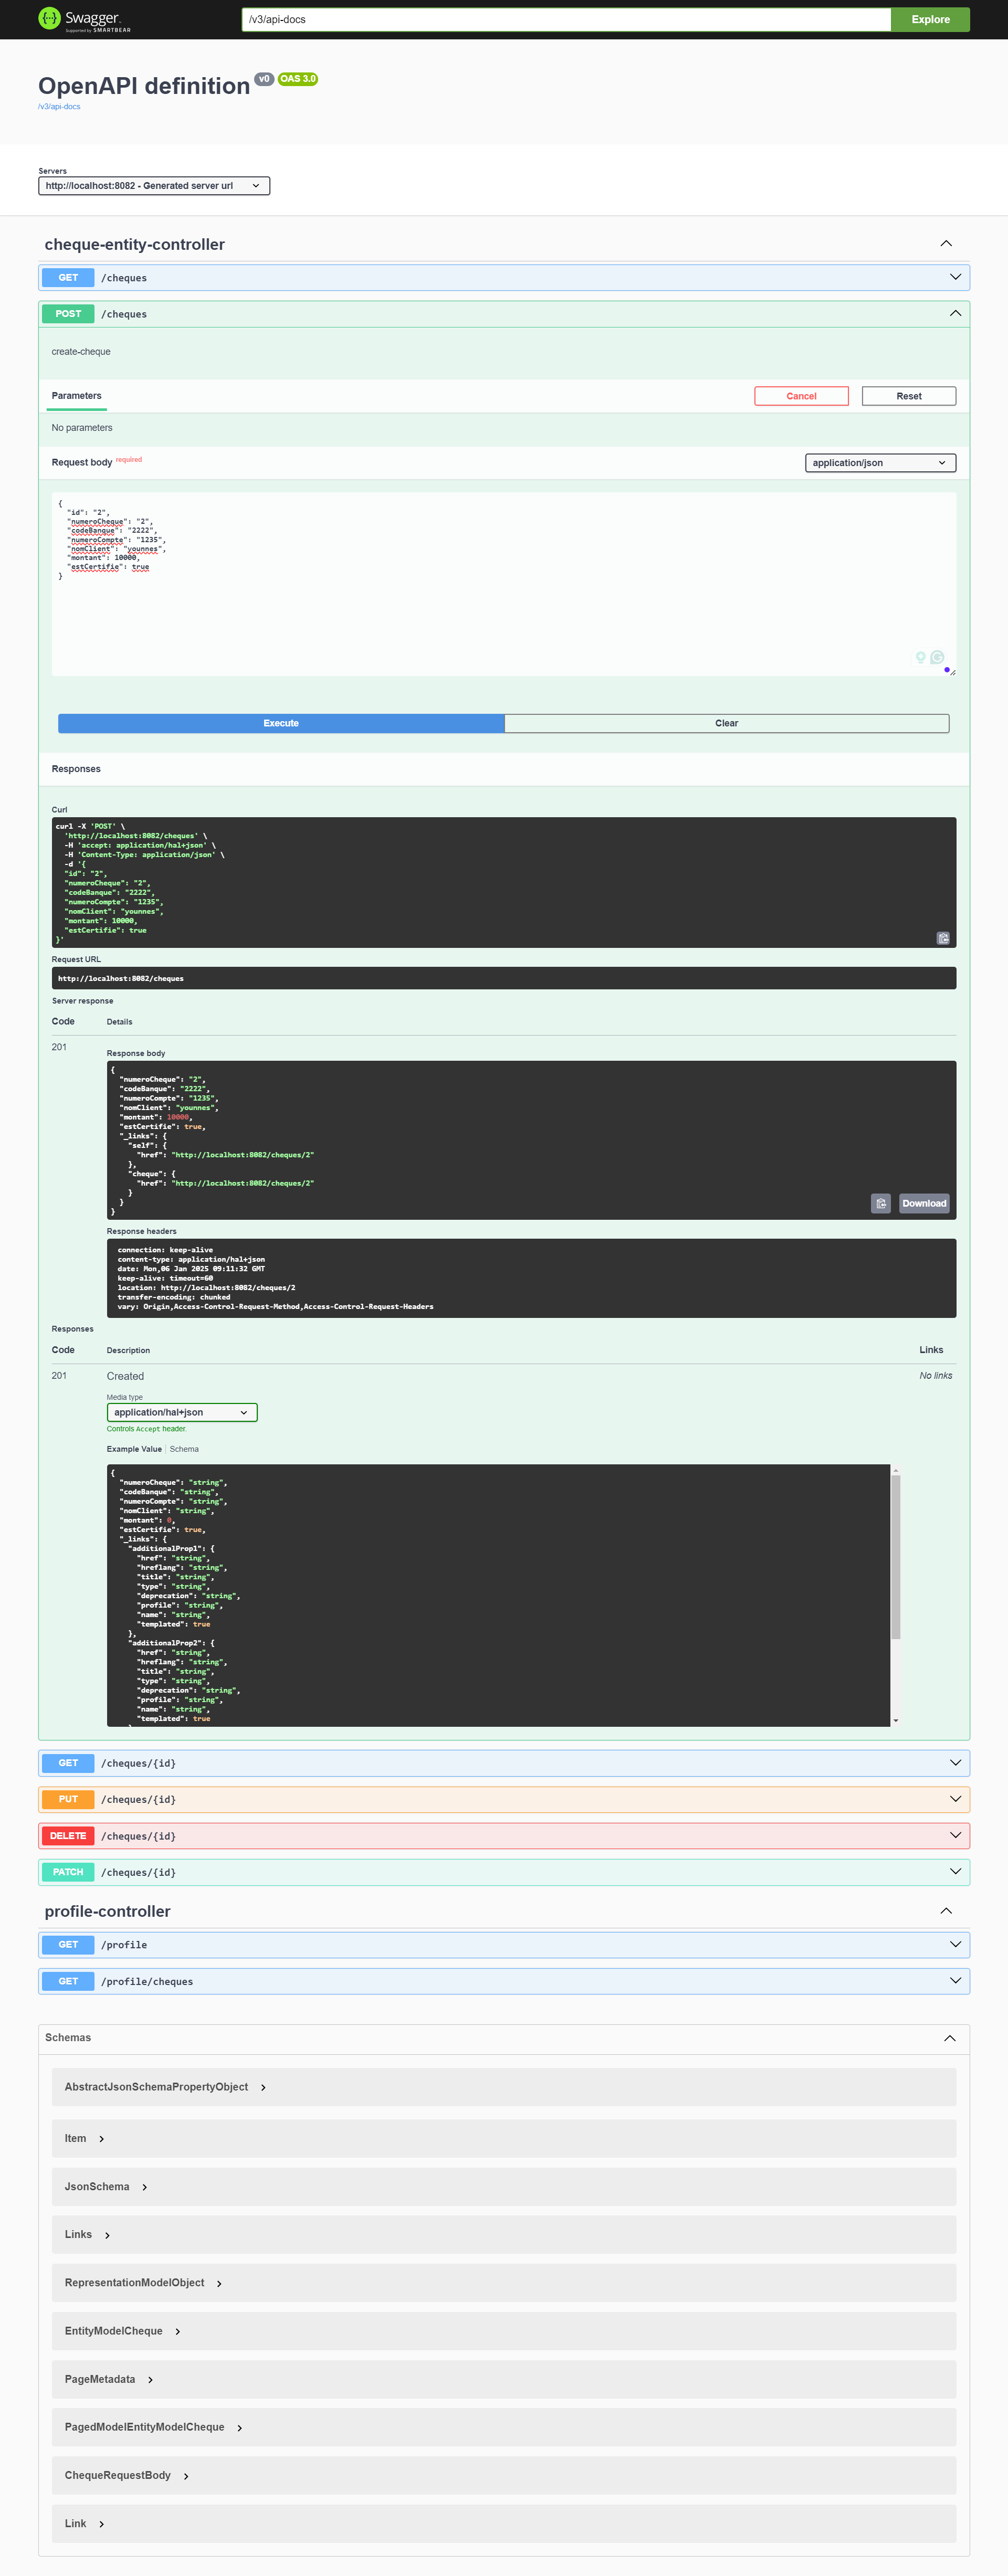 Swagger.
Supported by SMARTBEAR
/v3/api-docs
Explore
OpenAPI definition v0 OAS 3.0
/v3/api-docs
Servers
http://localhost:8082 - Generated server url
cheque-entity-controller
GET /cheques
POST /cheques
create-cheque
Parameters
Cancel
Reset
No parameters
Request body required
application/json
{
"id": "2",
"numeroCheque": "2",
"codeBanque": "2222",
"numeroCompte": "1235",
"nomClient": "younnes",
"montant": 10000,
"estCertifie": true
}
Execute
Clear
Responses
Curl
curl -X 'POST' \
'http://localhost:8082/cheques' \
-H 'accept: application/hal+json' \
-H 'Content-Type: application/json' \
-d '{
"id": "2",
"numeroCheque": "2",
"codeBanque": "2222",
"numeroCompte": "1235",
"nomClient": "younnes",
"montant": 10000,
"estCertifie": true
}'
Request URL
http://localhost:8082/cheques
Server response
Code Details
201
Response body
{
"numeroCheque": "2",
"codeBanque": "2222",
"numeroCompte": "1235",
"nomClient": "younnes",
"montant": 10000,
"estCertifie": true,
"_links": {
"self": {
"href": "http://localhost:8082/cheques/2"
},
"cheque": {
"href": "http://localhost:8082/cheques/2"
}
}
}
Download
Response headers
connection: keep-alive
content-type: application/hal+json
date: Mon,06 Jan 2025 09:11:32 GMT
keep-alive: timeout=60
location: http://localhost:8082/cheques/2
transfer-encoding: chunked
vary: Origin,Access-Control-Request-Method,Access-Control-Request-Headers
Responses
Code Description Links
201 Created No links
Media type
application/hal+json
Controls Accept header.
Example Value Schema
{
"numeroCheque": "string",
"codeBanque": "string",
"numeroCompte": "string",
"nomClient": "string",
"montant": 0,
"estCertifie": true,
"_links": {
"additionalProp1": {
"href": "string",
"hreflang": "string",
"title": "string",
"type": "string",
"deprecation": "string",
"profile": "string",
"name": "string",
"templated": true
},
"additionalProp2": {
"href": "string",
"hreflang": "string",
"title": "string",
"type": "string",
"deprecation": "string",
"profile": "string",
"name": "string",
"templated": true
GET /cheques/{id}
PUT /cheques/{id}
DELETE /cheques/{id}
PATCH /cheques/{id}
profile-controller
GET /profile
GET /profile/cheques
Schemas
AbstractJsonSchemaPropertyObject
Item
JsonSchema
Links
RepresentationModelObject
EntityModelCheque
PageMetadata
PagedModelEntityModelCheque
ChequeRequestBody
Link